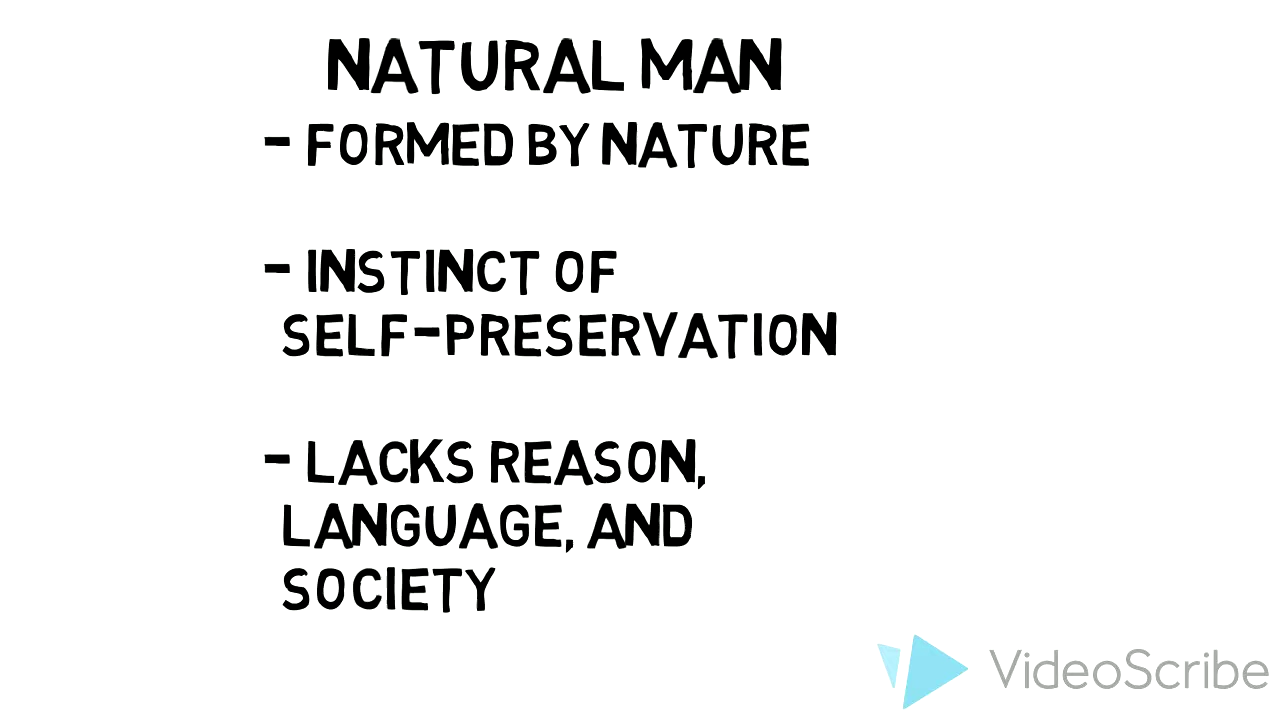 NATURAL MAN
- FORMED BY NATURE
- INSTINCT OF
SELF-PRESERVATION
- LACKS REASON,
LANGUAGE, AND
SOCIETY
VideoScribe